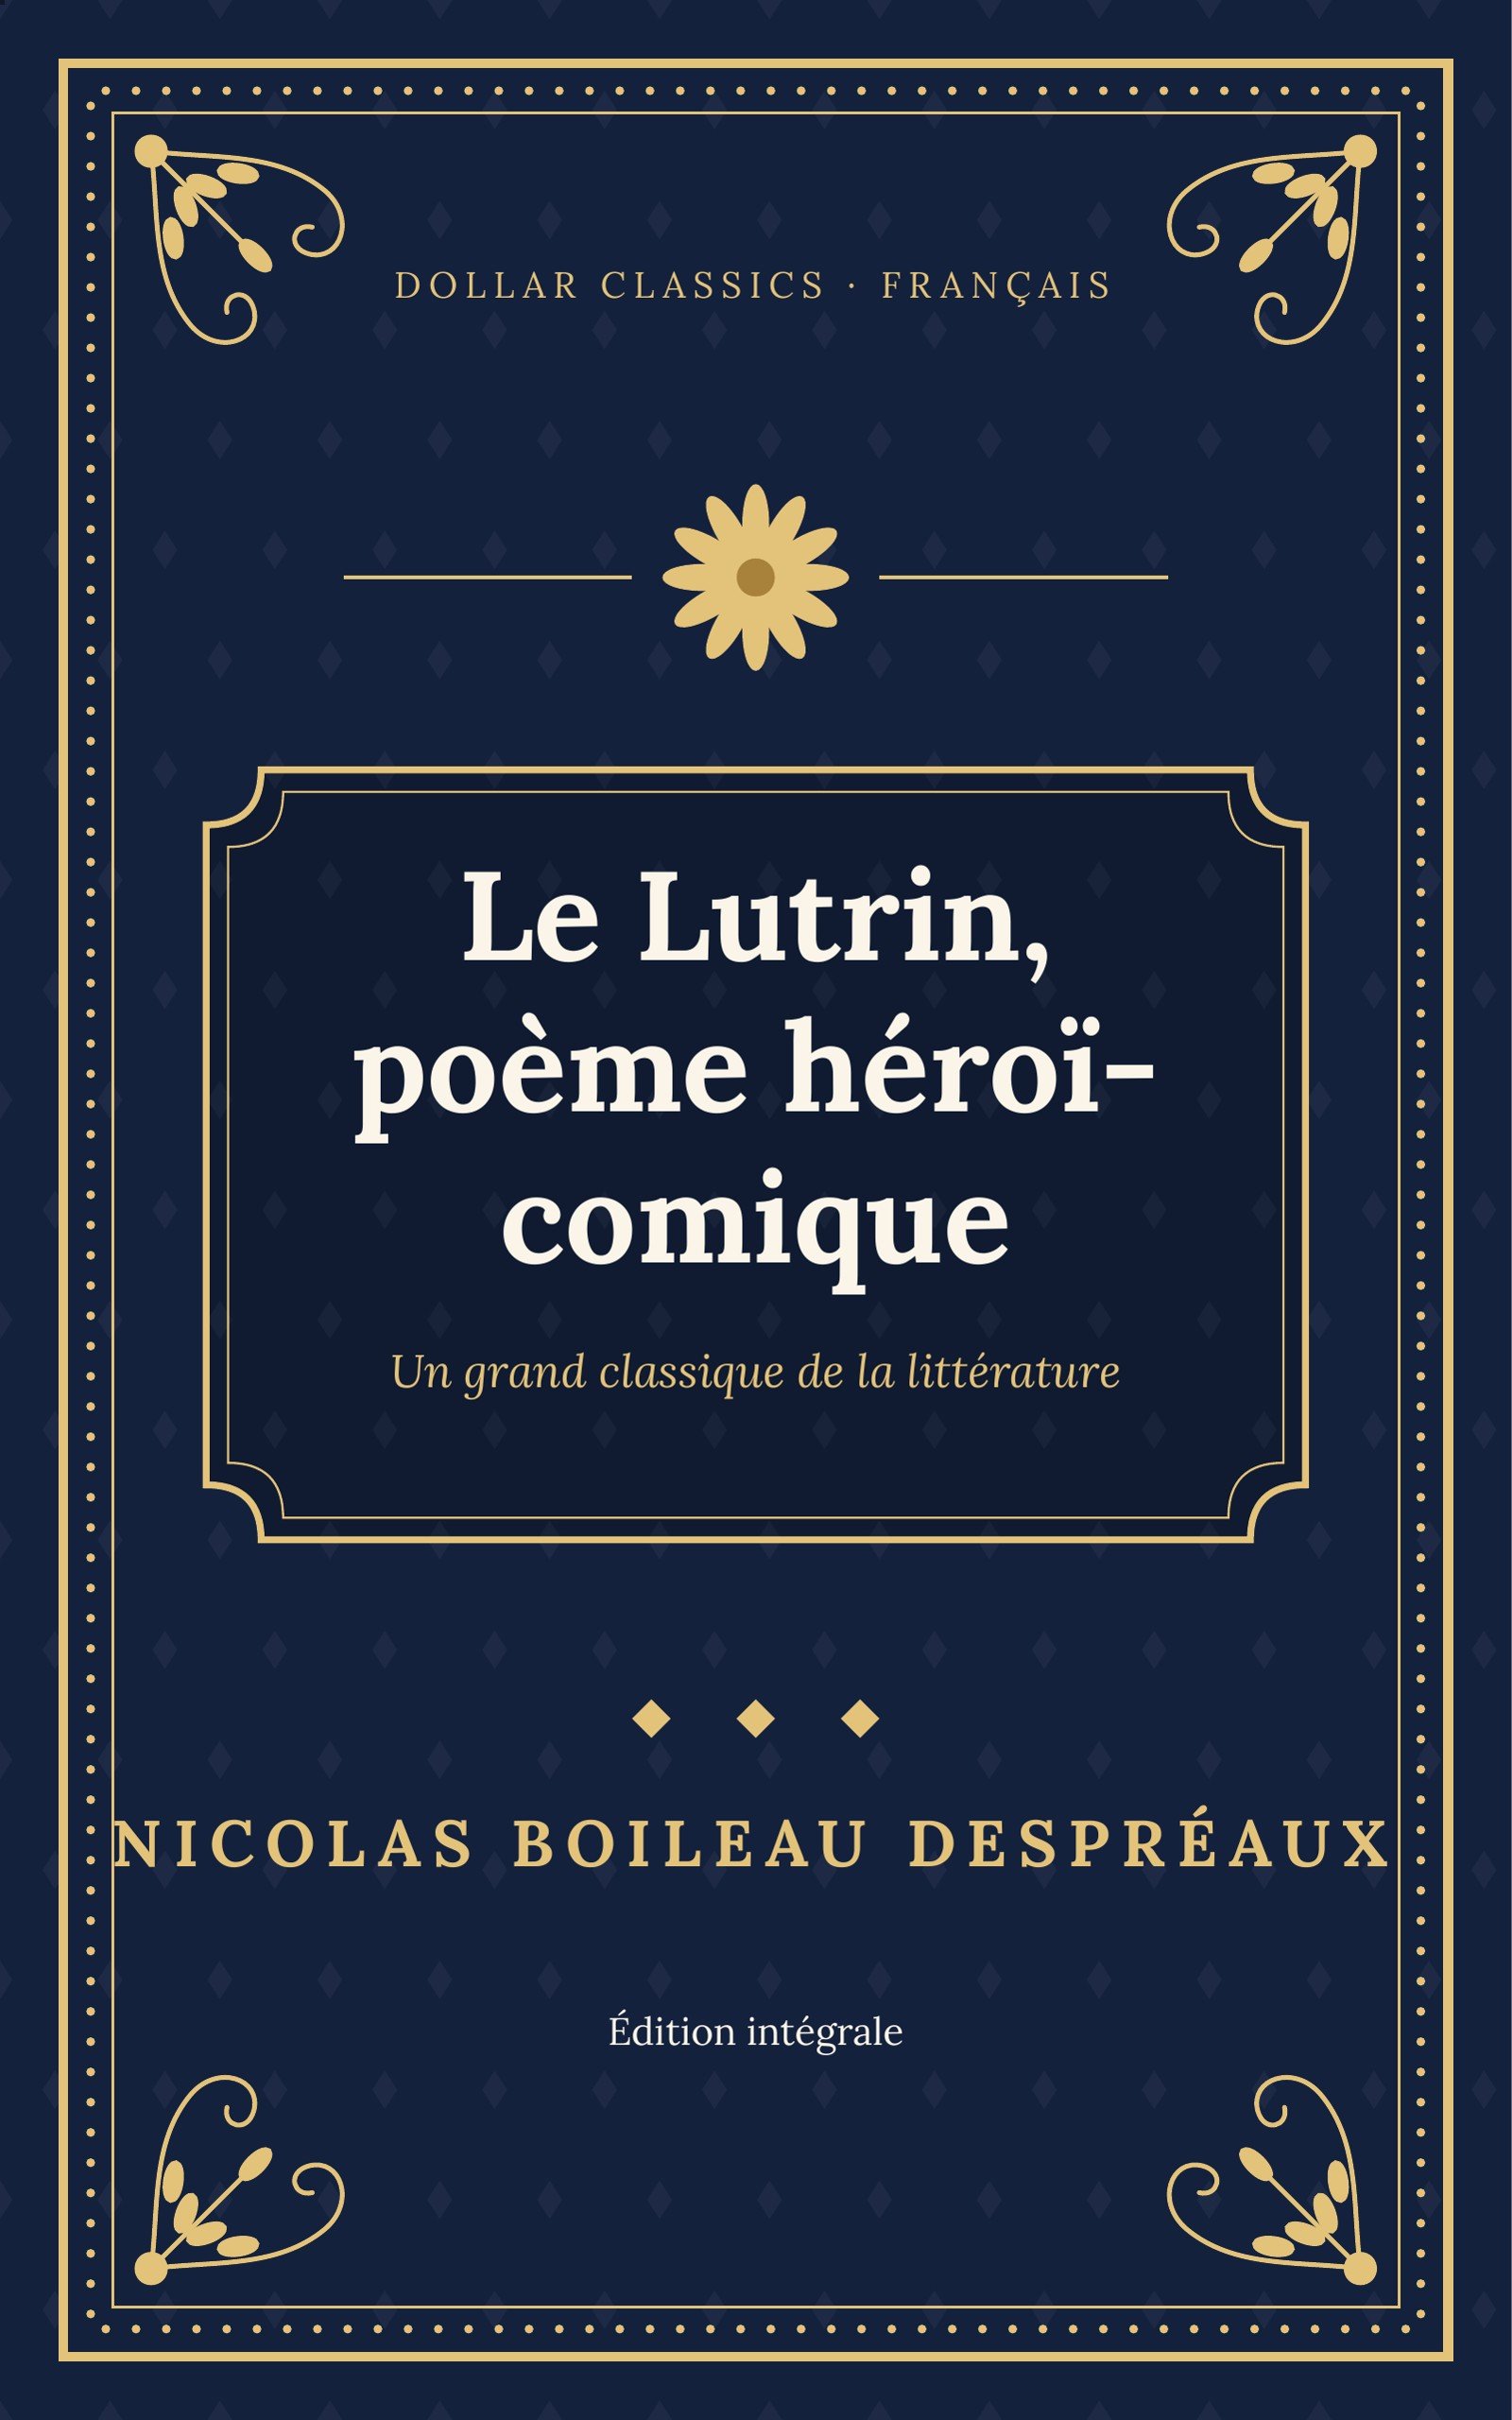 DOLLAR CLASSICS · FRANÇAIS
Le Lutrin,
poème héroï-
comique
Un grand classique de la littérature
NICOLAS BOILEAU DESPRÉAUX
Édition intégrale